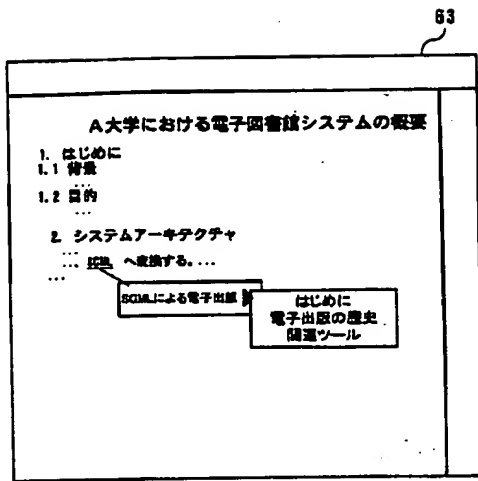 63
A大学における電子図書館システムの概要
1. はじめに
1.1 背景
...
1.2 目的
...
2. システムアーキテクチャ
... SGML へ変換する。...
...
SGMLによる電子出版
はじめに
電子出版の歴史
関連ツール